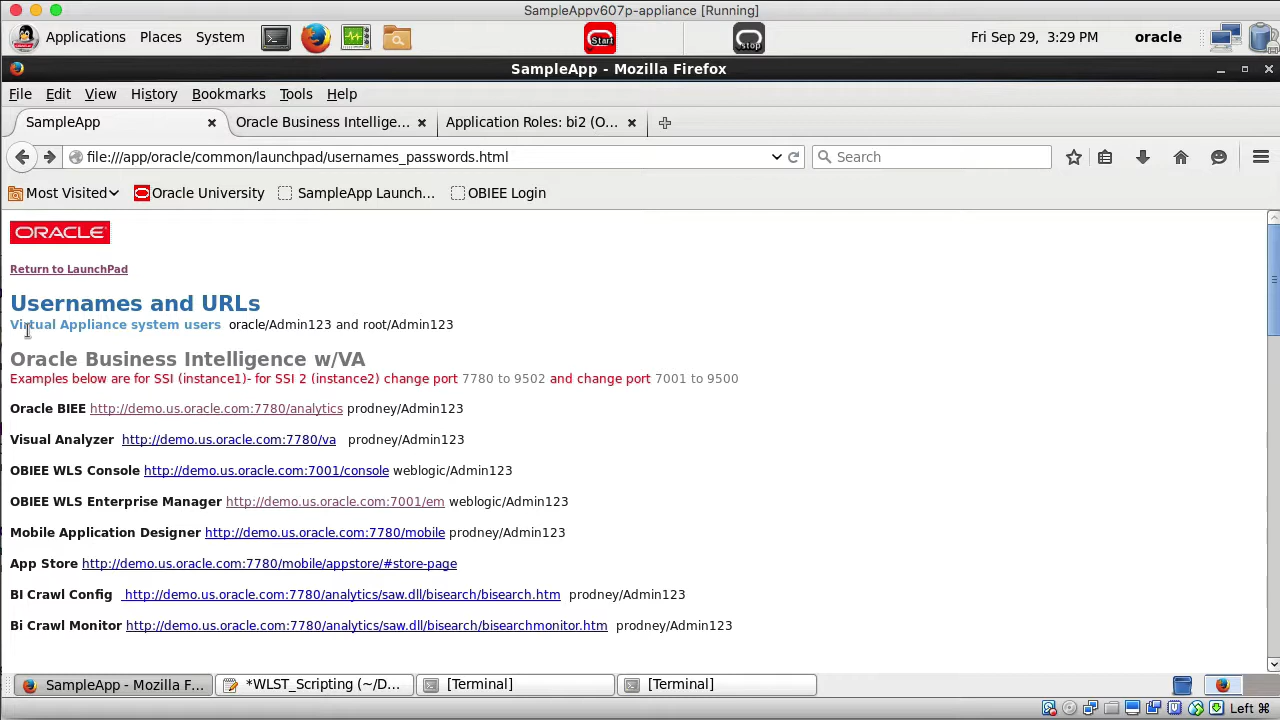 SampleAppv607p-appliance [Running]
Applications Places System Start stop Fri Sep 29, 3:29 PM oracle
SampleApp - Mozilla Firefox
File Edit View History Bookmarks Tools Help
SampleApp Oracle Business Intellige... Application Roles: bi2 (O...
file:///app/oracle/common/launchpad/usernames_passwords.html Search
Most Visited Oracle University SampleApp Launch... OBIEE Login
ORACLE
Return to LaunchPad
Usernames and URLs
Virtual Appliance system users oracle/Admin123 and root/Admin123
Oracle Business Intelligence w/VA
Examples below are for SSI (instance1)- for SSI 2 (instance2) change port 7780 to 9502 and change port 7001 to 9500
Oracle BIEE http://demo.us.oracle.com:7780/analytics prodney/Admin123
Visual Analyzer http://demo.us.oracle.com:7780/va prodney/Admin123
OBIEE WLS Console http://demo.us.oracle.com:7001/console weblogic/Admin123
OBIEE WLS Enterprise Manager http://demo.us.oracle.com:7001/em weblogic/Admin123
Mobile Application Designer http://demo.us.oracle.com:7780/mobile prodney/Admin123
App Store http://demo.us.oracle.com:7780/mobile/appstore/#store-page
BI Crawl Config http://demo.us.oracle.com:7780/analytics/saw.dll/bisearch/bisearch.htm prodney/Admin123
Bi Crawl Monitor http://demo.us.oracle.com:7780/analytics/saw.dll/bisearch/bisearchmonitor.htm prodney/Admin123
SampleApp - Mozilla F... *WLST_Scripting (~/D... [Terminal] [Terminal]
Left ⌘